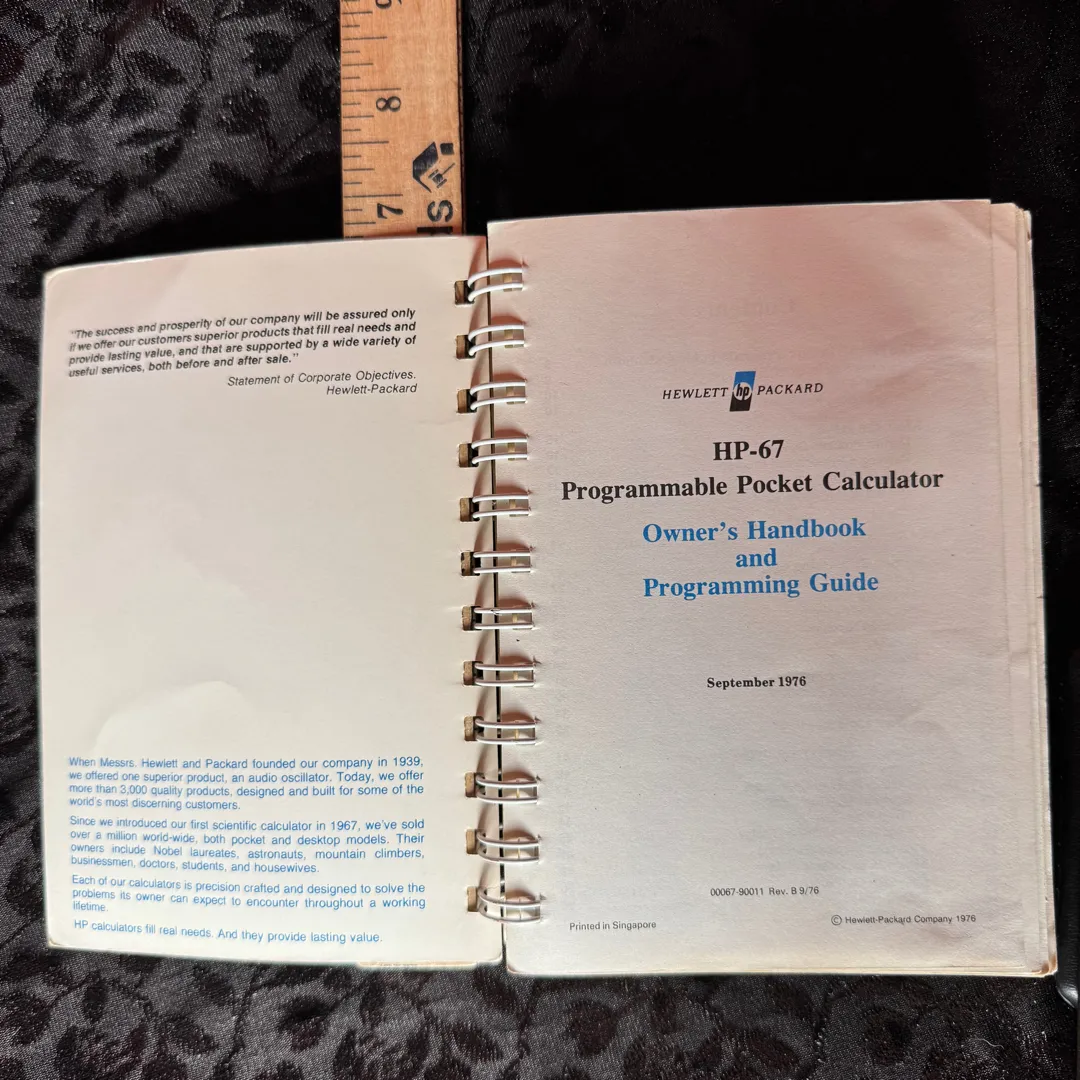 9
8
7
"The success and prosperity of our company will be assured only
if we offer our customers superior products that fill real needs and
provide lasting value, and that are supported by a wide variety of
useful services, both before and after sale."
Statement of Corporate Objectives.
Hewlett-Packard
When Messrs. Hewlett and Packard founded our company in 1939,
we offered one superior product, an audio oscillator. Today, we offer
more than 3,000 quality products, designed and built for some of the
world's most discerning customers.
Since we introduced our first scientific calculator in 1967, we've sold
over a million world-wide, both pocket and desktop models. Their
owners include Nobel laureates, astronauts, mountain climbers,
businessmen, doctors, students, and housewives.
Each of our calculators is precision crafted and designed to solve the
problems its owner can expect to encounter throughout a working
lifetime.
HP calculators fill real needs. And they provide lasting value.
HEWLETT hp PACKARD
HP-67
Programmable Pocket Calculator
Owner's Handbook
and
Programming Guide
September 1976
00067-90011 Rev. B 9/76
Printed in Singapore
© Hewlett-Packard Company 1976